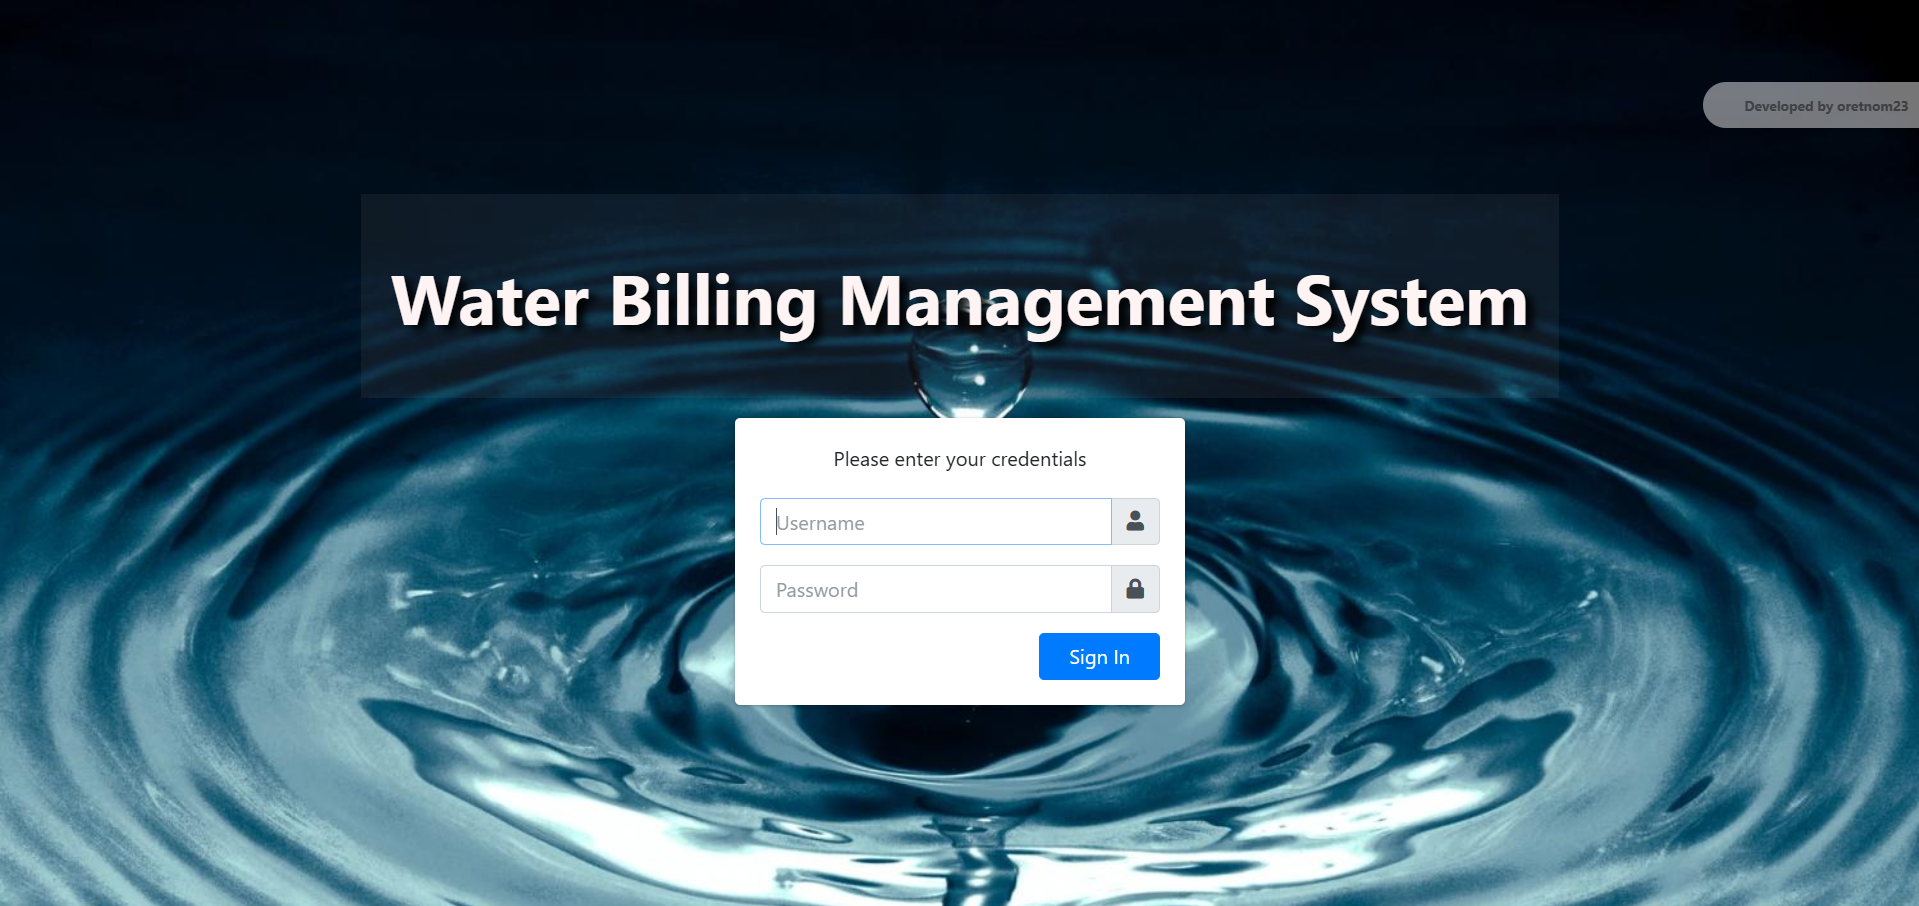 Developed by oretnom23
Water Billing Management System
Please enter your credentials
Username
Password
Sign In